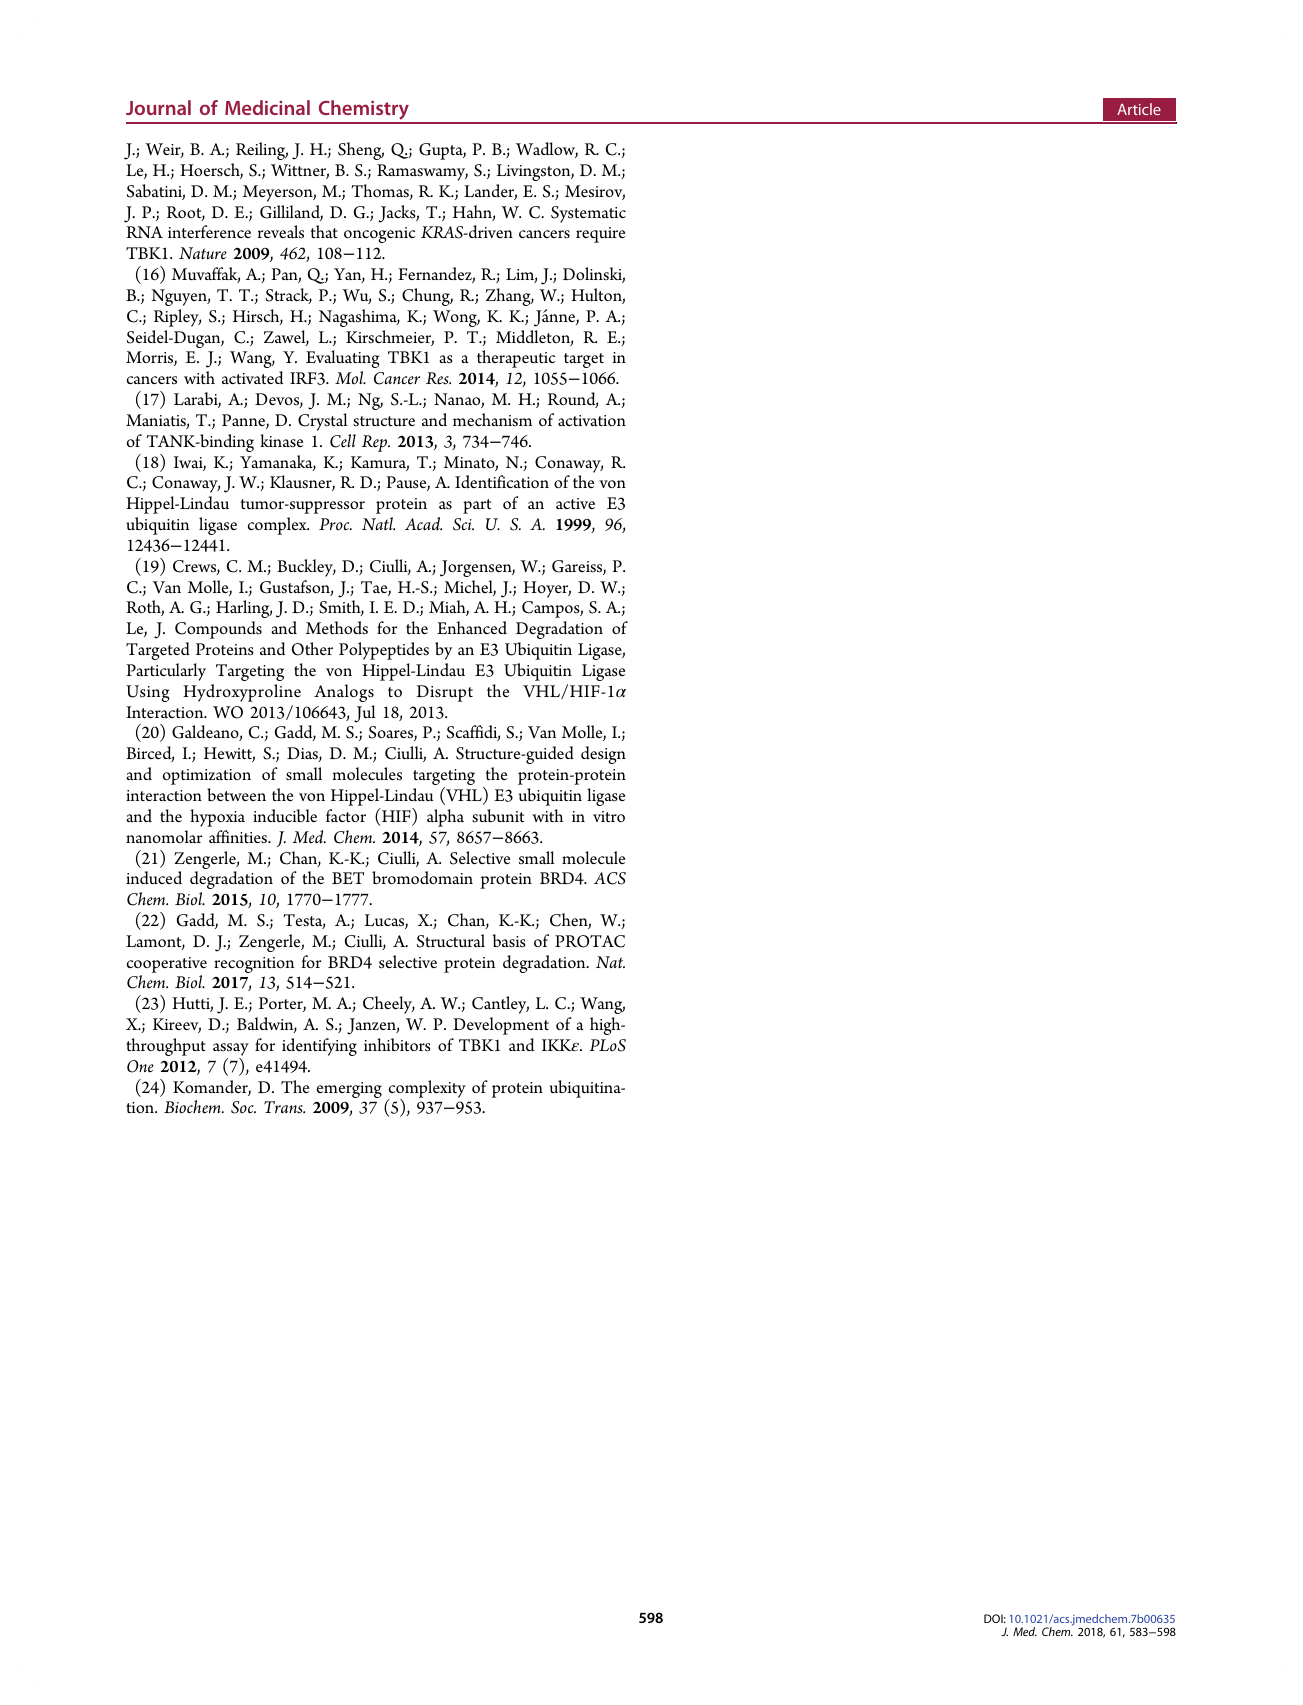 Journal of Medicinal Chemistry
Article
J.; Weir, B. A.; Reiling, J. H.; Sheng, Q.; Gupta, P. B.; Wadlow, R. C.;
Le, H.; Hoersch, S.; Wittner, B. S.; Ramaswamy, S.; Livingston, D. M.;
Sabatini, D. M.; Meyerson, M.; Thomas, R. K.; Lander, E. S.; Mesirov,
J. P.; Root, D. E.; Gilliland, D. G.; Jacks, T.; Hahn, W. C. Systematic
RNA interference reveals that oncogenic KRAS-driven cancers require
TBK1. Nature 2009, 462, 108−112.
(16) Muvaffak, A.; Pan, Q.; Yan, H.; Fernandez, R.; Lim, J.; Dolinski,
B.; Nguyen, T. T.; Strack, P.; Wu, S.; Chung, R.; Zhang, W.; Hulton,
C.; Ripley, S.; Hirsch, H.; Nagashima, K.; Wong, K. K.; Jánne, P. A.;
Seidel-Dugan, C.; Zawel, L.; Kirschmeier, P. T.; Middleton, R. E.;
Morris, E. J.; Wang, Y. Evaluating TBK1 as a therapeutic target in
cancers with activated IRF3. Mol. Cancer Res. 2014, 12, 1055−1066.
(17) Larabi, A.; Devos, J. M.; Ng, S.-L.; Nanao, M. H.; Round, A.;
Maniatis, T.; Panne, D. Crystal structure and mechanism of activation
of TANK-binding kinase 1. Cell Rep. 2013, 3, 734−746.
(18) Iwai, K.; Yamanaka, K.; Kamura, T.; Minato, N.; Conaway, R.
C.; Conaway, J. W.; Klausner, R. D.; Pause, A. Identification of the von
Hippel-Lindau tumor-suppressor protein as part of an active E3
ubiquitin ligase complex. Proc. Natl. Acad. Sci. U. S. A. 1999, 96,
12436−12441.
(19) Crews, C. M.; Buckley, D.; Ciulli, A.; Jorgensen, W.; Gareiss, P.
C.; Van Molle, I.; Gustafson, J.; Tae, H.-S.; Michel, J.; Hoyer, D. W.;
Roth, A. G.; Harling, J. D.; Smith, I. E. D.; Miah, A. H.; Campos, S. A.;
Le, J. Compounds and Methods for the Enhanced Degradation of
Targeted Proteins and Other Polypeptides by an E3 Ubiquitin Ligase,
Particularly Targeting the von Hippel-Lindau E3 Ubiquitin Ligase
Using Hydroxyproline Analogs to Disrupt the VHL/HIF-1α
Interaction. WO 2013/106643, Jul 18, 2013.
(20) Galdeano, C.; Gadd, M. S.; Soares, P.; Scaffidi, S.; Van Molle, I.;
Birced, I.; Hewitt, S.; Dias, D. M.; Ciulli, A. Structure-guided design
and optimization of small molecules targeting the protein-protein
interaction between the von Hippel-Lindau (VHL) E3 ubiquitin ligase
and the hypoxia inducible factor (HIF) alpha subunit with in vitro
nanomolar affinities. J. Med. Chem. 2014, 57, 8657−8663.
(21) Zengerle, M.; Chan, K.-K.; Ciulli, A. Selective small molecule
induced degradation of the BET bromodomain protein BRD4. ACS
Chem. Biol. 2015, 10, 1770−1777.
(22) Gadd, M. S.; Testa, A.; Lucas, X.; Chan, K.-K.; Chen, W.;
Lamont, D. J.; Zengerle, M.; Ciulli, A. Structural basis of PROTAC
cooperative recognition for BRD4 selective protein degradation. Nat.
Chem. Biol. 2017, 13, 514−521.
(23) Hutti, J. E.; Porter, M. A.; Cheely, A. W.; Cantley, L. C.; Wang,
X.; Kireev, D.; Baldwin, A. S.; Janzen, W. P. Development of a high-
throughput assay for identifying inhibitors of TBK1 and IKKε. PLoS
One 2012, 7 (7), e41494.
(24) Komander, D. The emerging complexity of protein ubiquitina-
tion. Biochem. Soc. Trans. 2009, 37 (5), 937−953.
598
DOI: 10.1021/acs.jmedchem.7b00635
J. Med. Chem. 2018, 61, 583−598